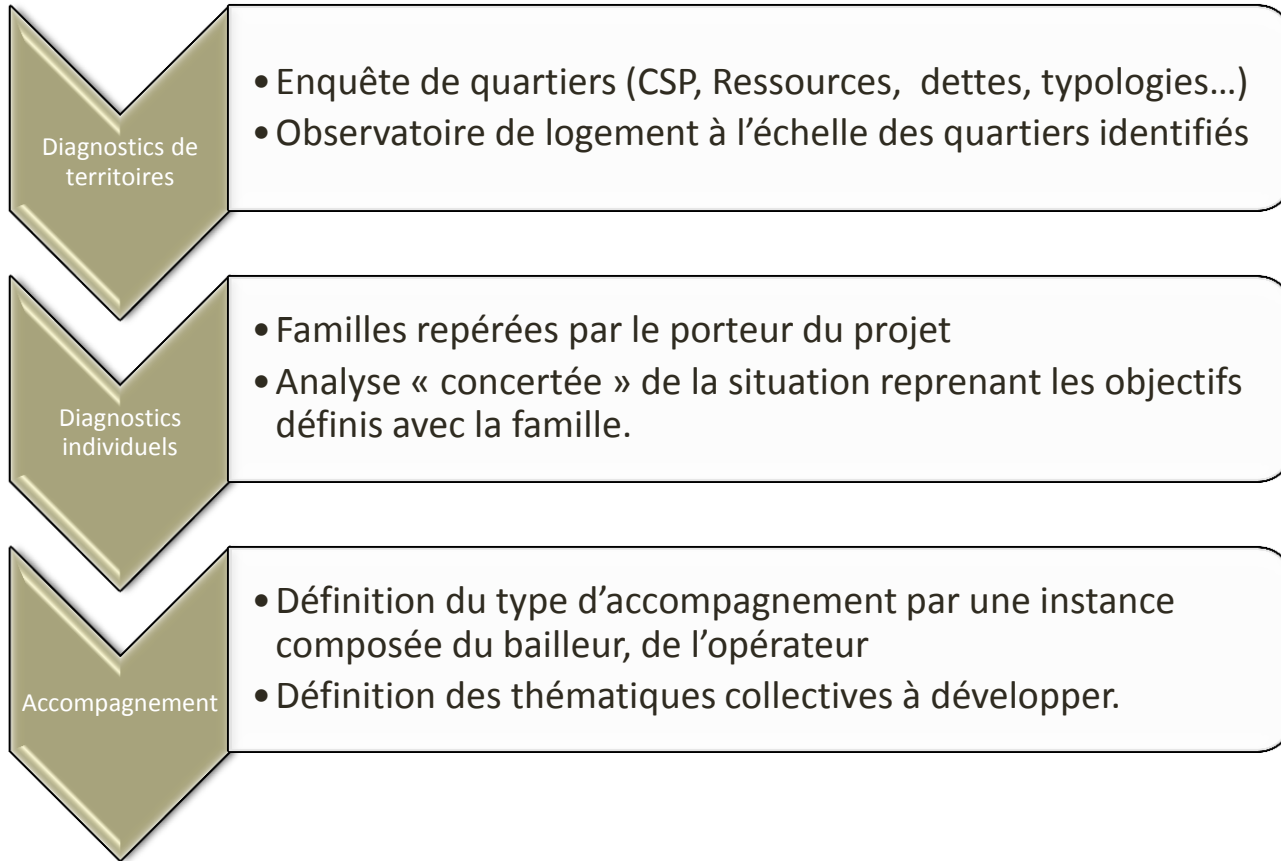 Diagnostics de
territoires
• Enquête de quartiers (CSP, Ressources, dettes, typologies…)
• Observatoire de logement à l’échelle des quartiers identifiés
Diagnostics
individuels
• Familles repérées par le porteur du projet
• Analyse « concertée » de la situation reprenant les objectifs
définis avec la famille.
Accompagnement
• Définition du type d’accompagnement par une instance
composée du bailleur, de l’opérateur
• Définition des thématiques collectives à développer.